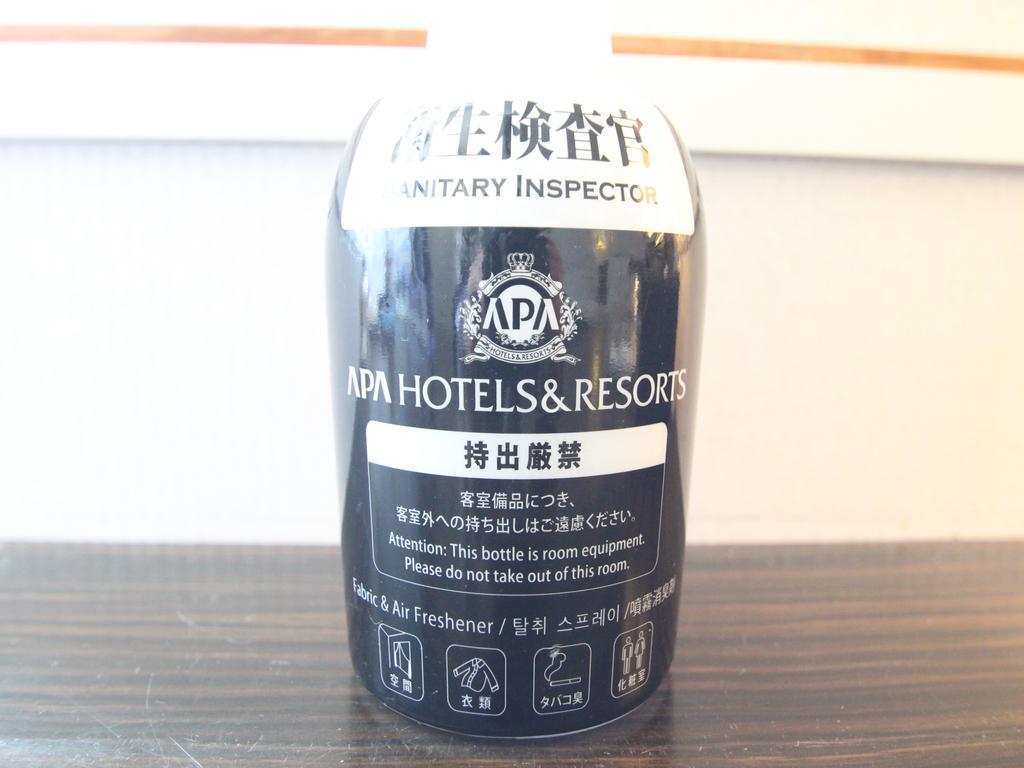 衛生検査官
SANITARY INSPECTOR
APA
HOTELS & RESORTS
APA HOTELS&RESORTS
持出厳禁
客室備品につき、
客室外への持ち出しはご遠慮ください。
Attention: This bottle is room equipment.
Please do not take out of this room.
Fabric & Air Freshener / 탈취 스프레이 /噴霧消臭剤
空間 衣類 タバコ臭 化粧室